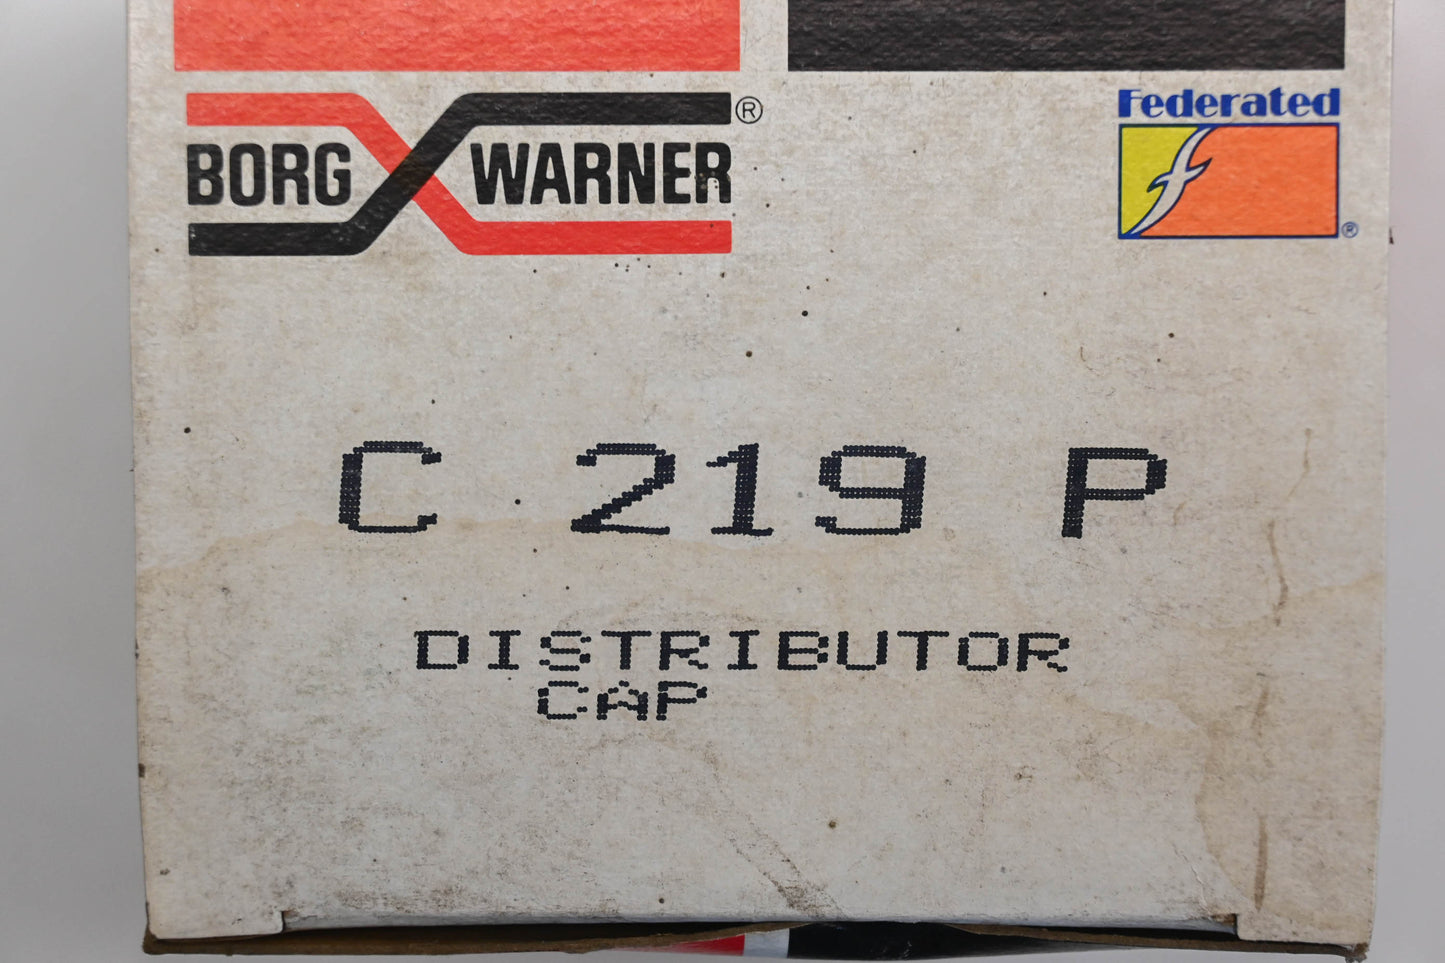 BORG WARNER ®
Federated
f ®
C 219 P
DISTRIBUTOR
CAP